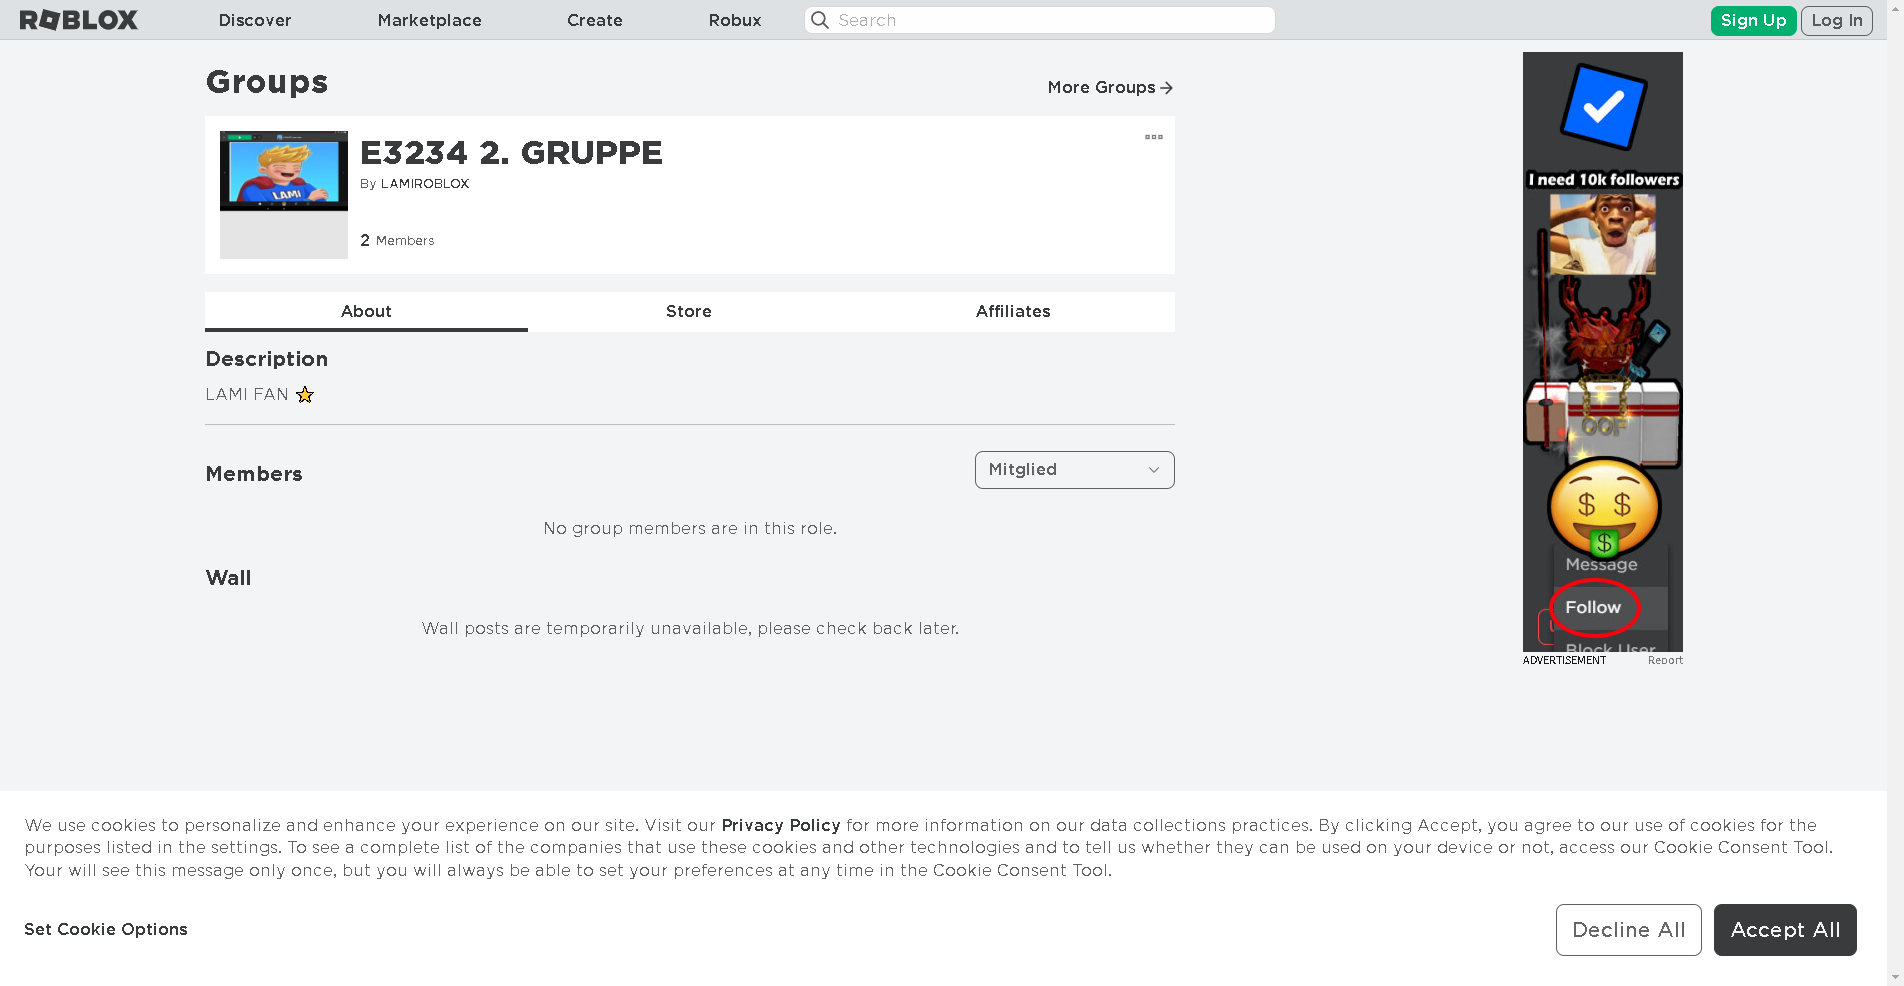 ROBLOX
Discover
Marketplace
Create
Robux
Search
Sign Up
Log In
Groups
More Groups
E3234 2. GRUPPE
By LAMIROBLOX
2 Members
LAMI
About
Store
Affiliates
Description
LAMI FAN ⭐
Members
Mitglied
No group members are in this role.
Wall
Wall posts are temporarily unavailable, please check back later.
I need 10k followers
OOF
Message
Follow
Block User
ADVERTISEMENT
Report
We use cookies to personalize and enhance your experience on our site. Visit our Privacy Policy for more information on our data collections practices. By clicking Accept, you agree to our use of cookies for the
purposes listed in the settings. To see a complete list of the companies that use these cookies and other technologies and to tell us whether they can be used on your device or not, access our Cookie Consent Tool.
Your will see this message only once, but you will always be able to set your preferences at any time in the Cookie Consent Tool.
Set Cookie Options
Decline All
Accept All